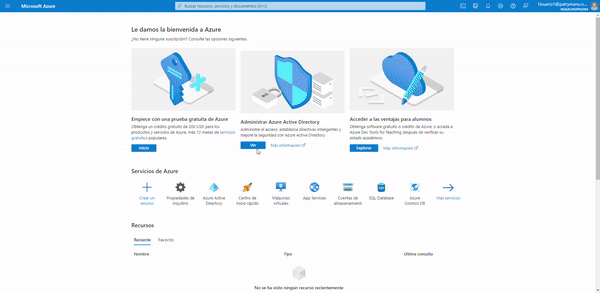 Microsoft Azure
Buscar recursos, servicios y documentos (G+/)
Le damos la bienvenida a Azure
¿No tiene ninguna suscripción? Consulte las opciones siguientes.
Empiece con una prueba gratuita de Azure
Obtenga un crédito gratuito de 200 USD para los
productos y servicios de Azure, más 12 meses de servicios
gratuitos populares.
Inicio
Administrar Azure Active Directory
Administre el acceso, establezca directivas inteligentes y
mejore la seguridad con Azure Active Directory.
Ver
Más información
Acceder a las ventajas para alumnos
Obtenga software gratuito o crédito de Azure, o acceda a
Azure Dev Tools for Teaching después de verificar su
estado académico.
Explorar
Más información
Servicios de Azure
Crear un recurso
Propiedades de inquilino
Azure Active Directory
Centro de inicio rápido
Máquinas virtuales
App Services
Cuentas de almacenamiento
SQL Database
Azure Cosmos DB
Más servicios
Recursos
Reciente
Favorito
Nombre
Tipo
Última consulta
No se ha visto ningún recurso recientemente